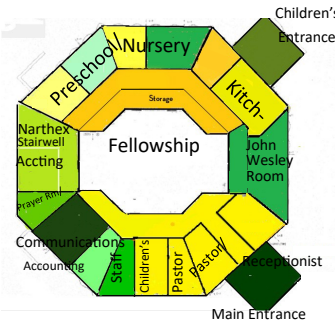 Children's
Entrance
Preschool/
Nursery
Kitch-
Storage
Narthex
Stairwell
Accting
Fellowship
John
Wesley
Room
Prayer Rm/
Communications
Accounting
Staff
Children's
Pastor
Pastor/
Receptionist
Main Entrance